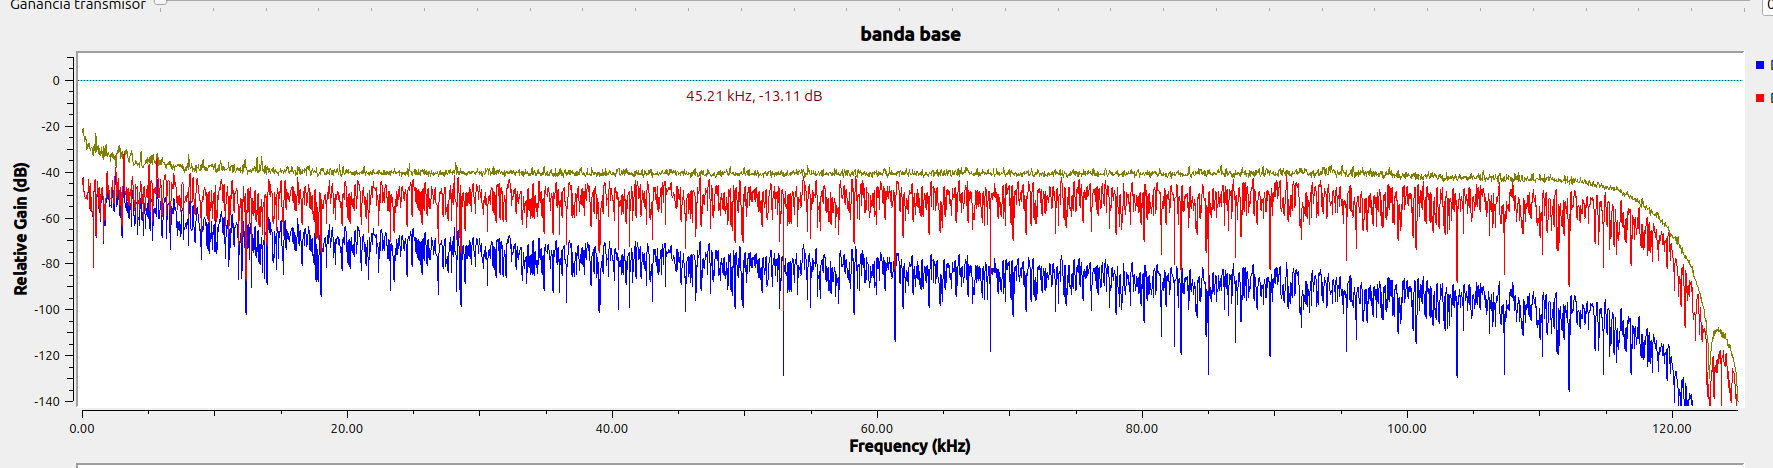 Ganancia transmisor
banda base
0
45.21 kHz, -13.11 dB
-20
-40
-60
-80
-100
-120
-140
Relative Gain (dB)
0.00 20.00 40.00 60.00 80.00 100.00 120.00
Frequency (kHz)